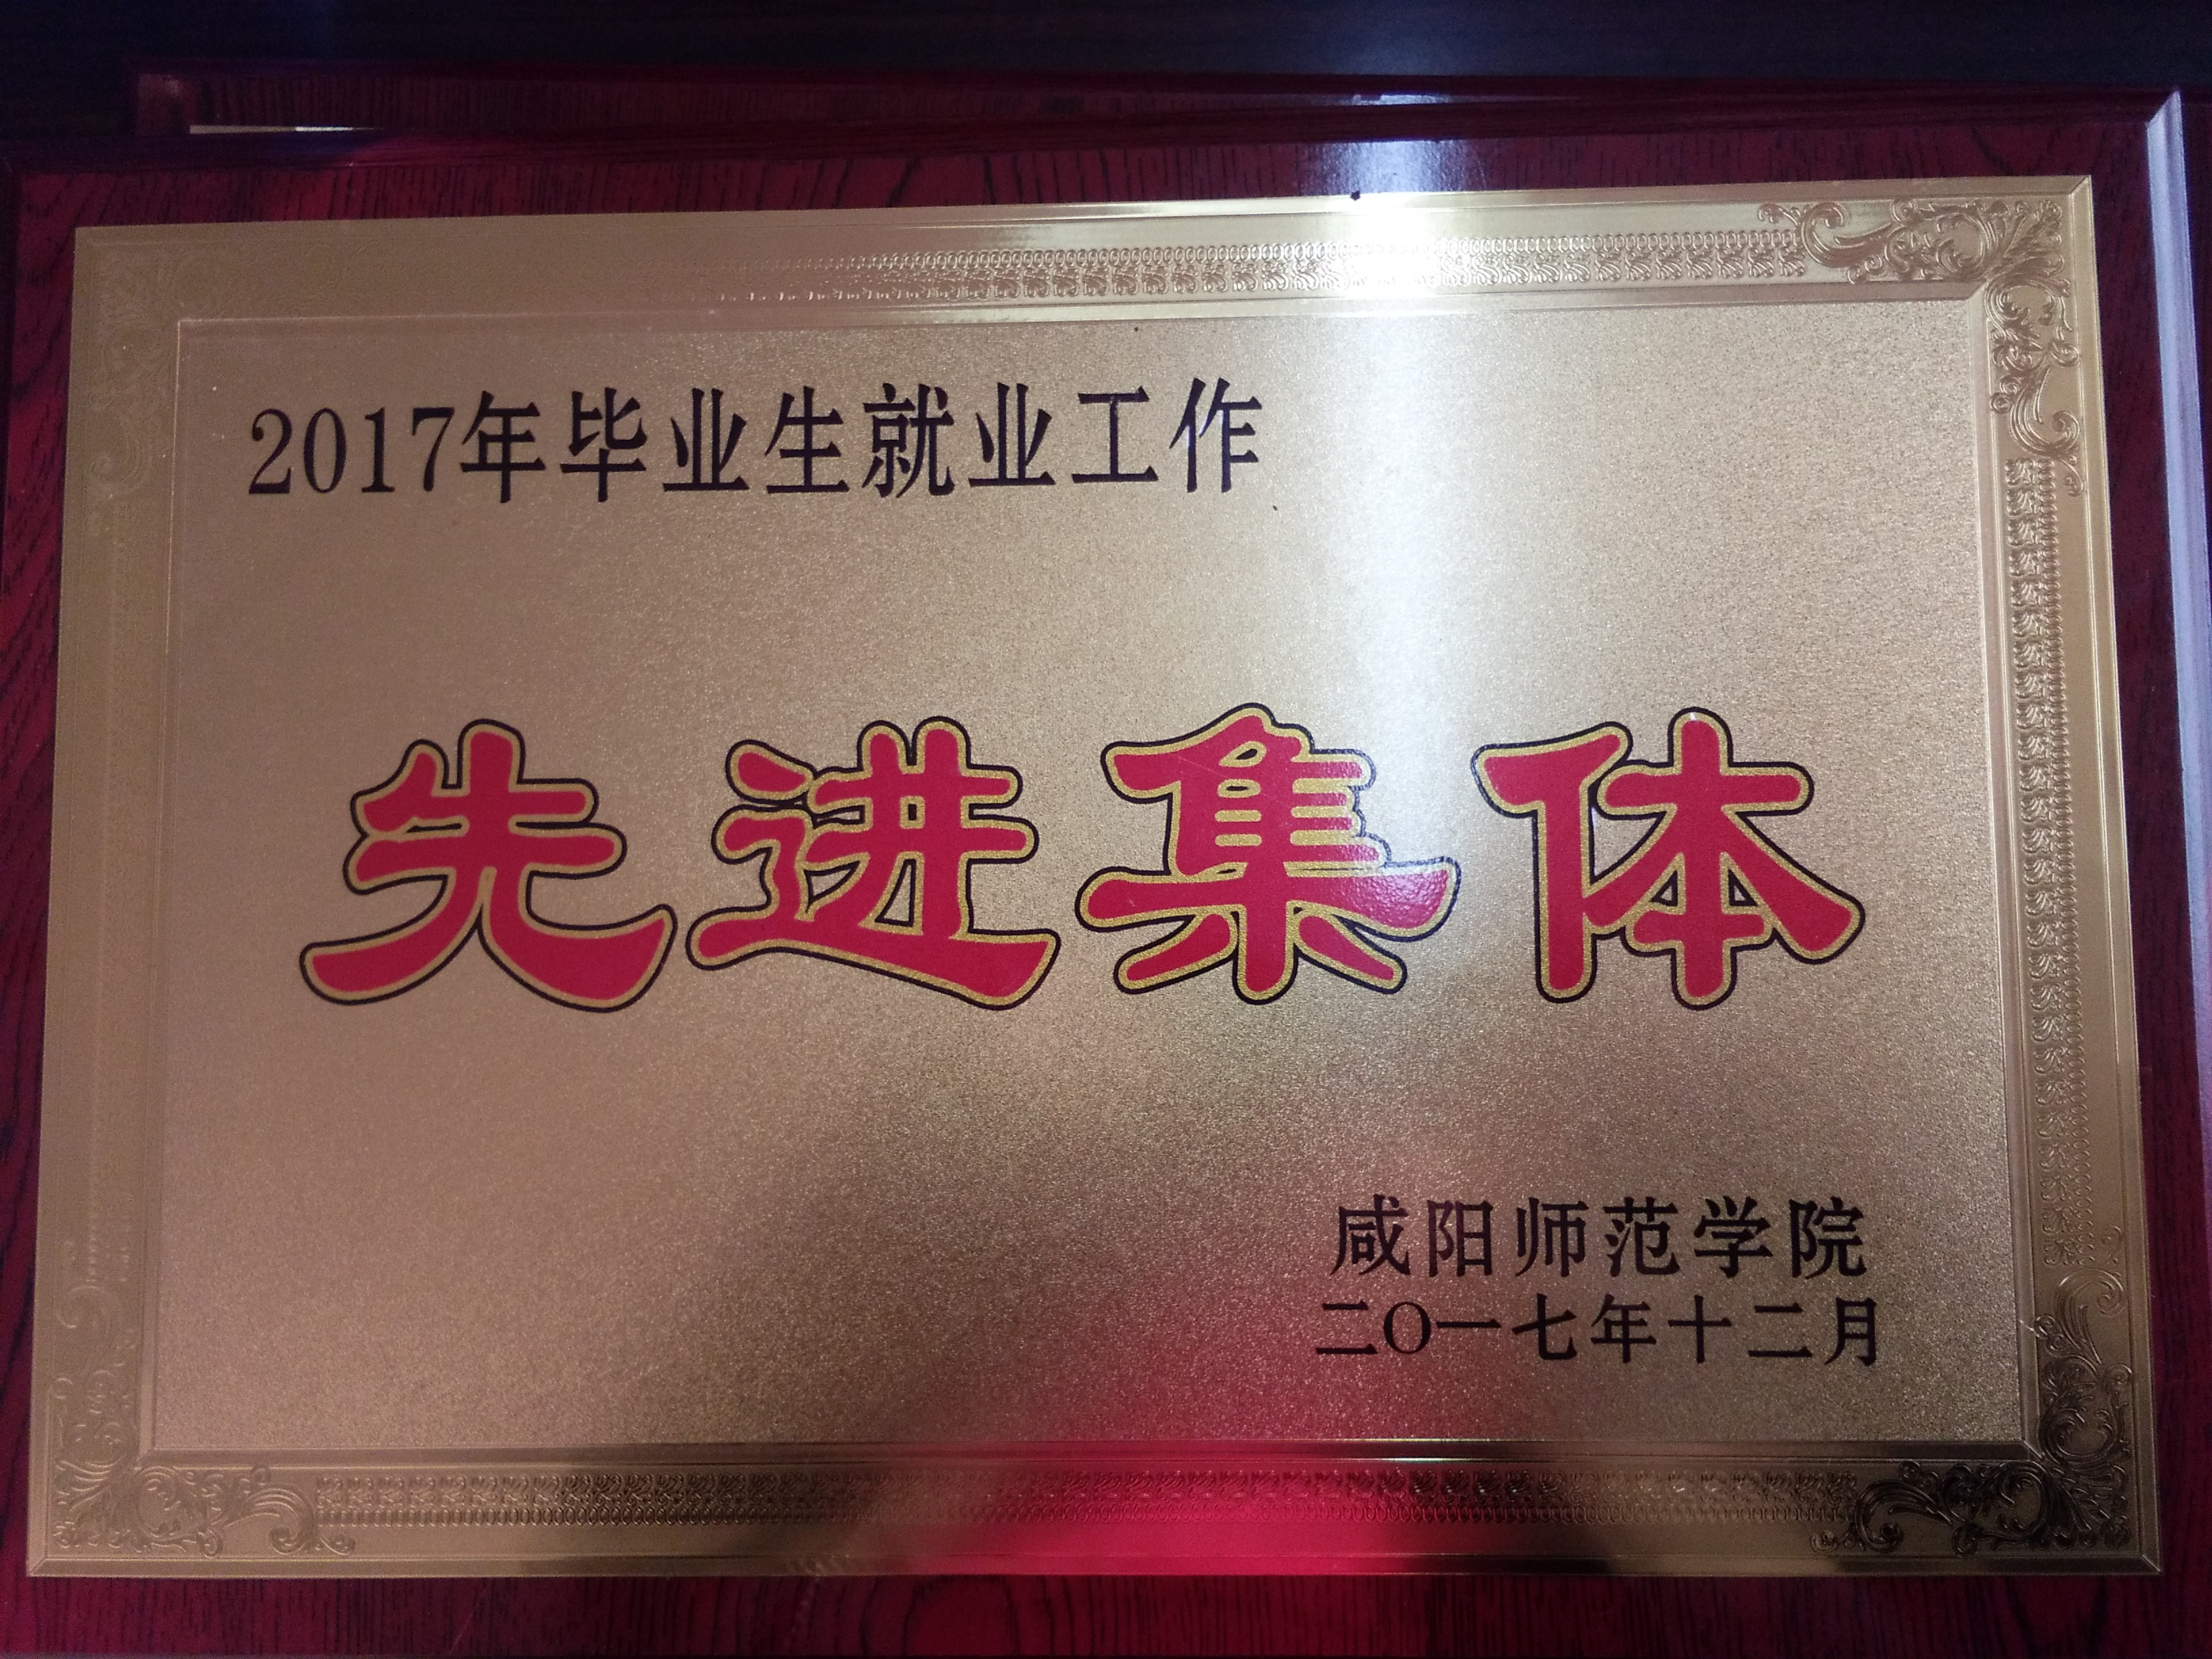 2017年毕业生就业工作
先进集体
咸阳师范学院
二〇一七年十二月